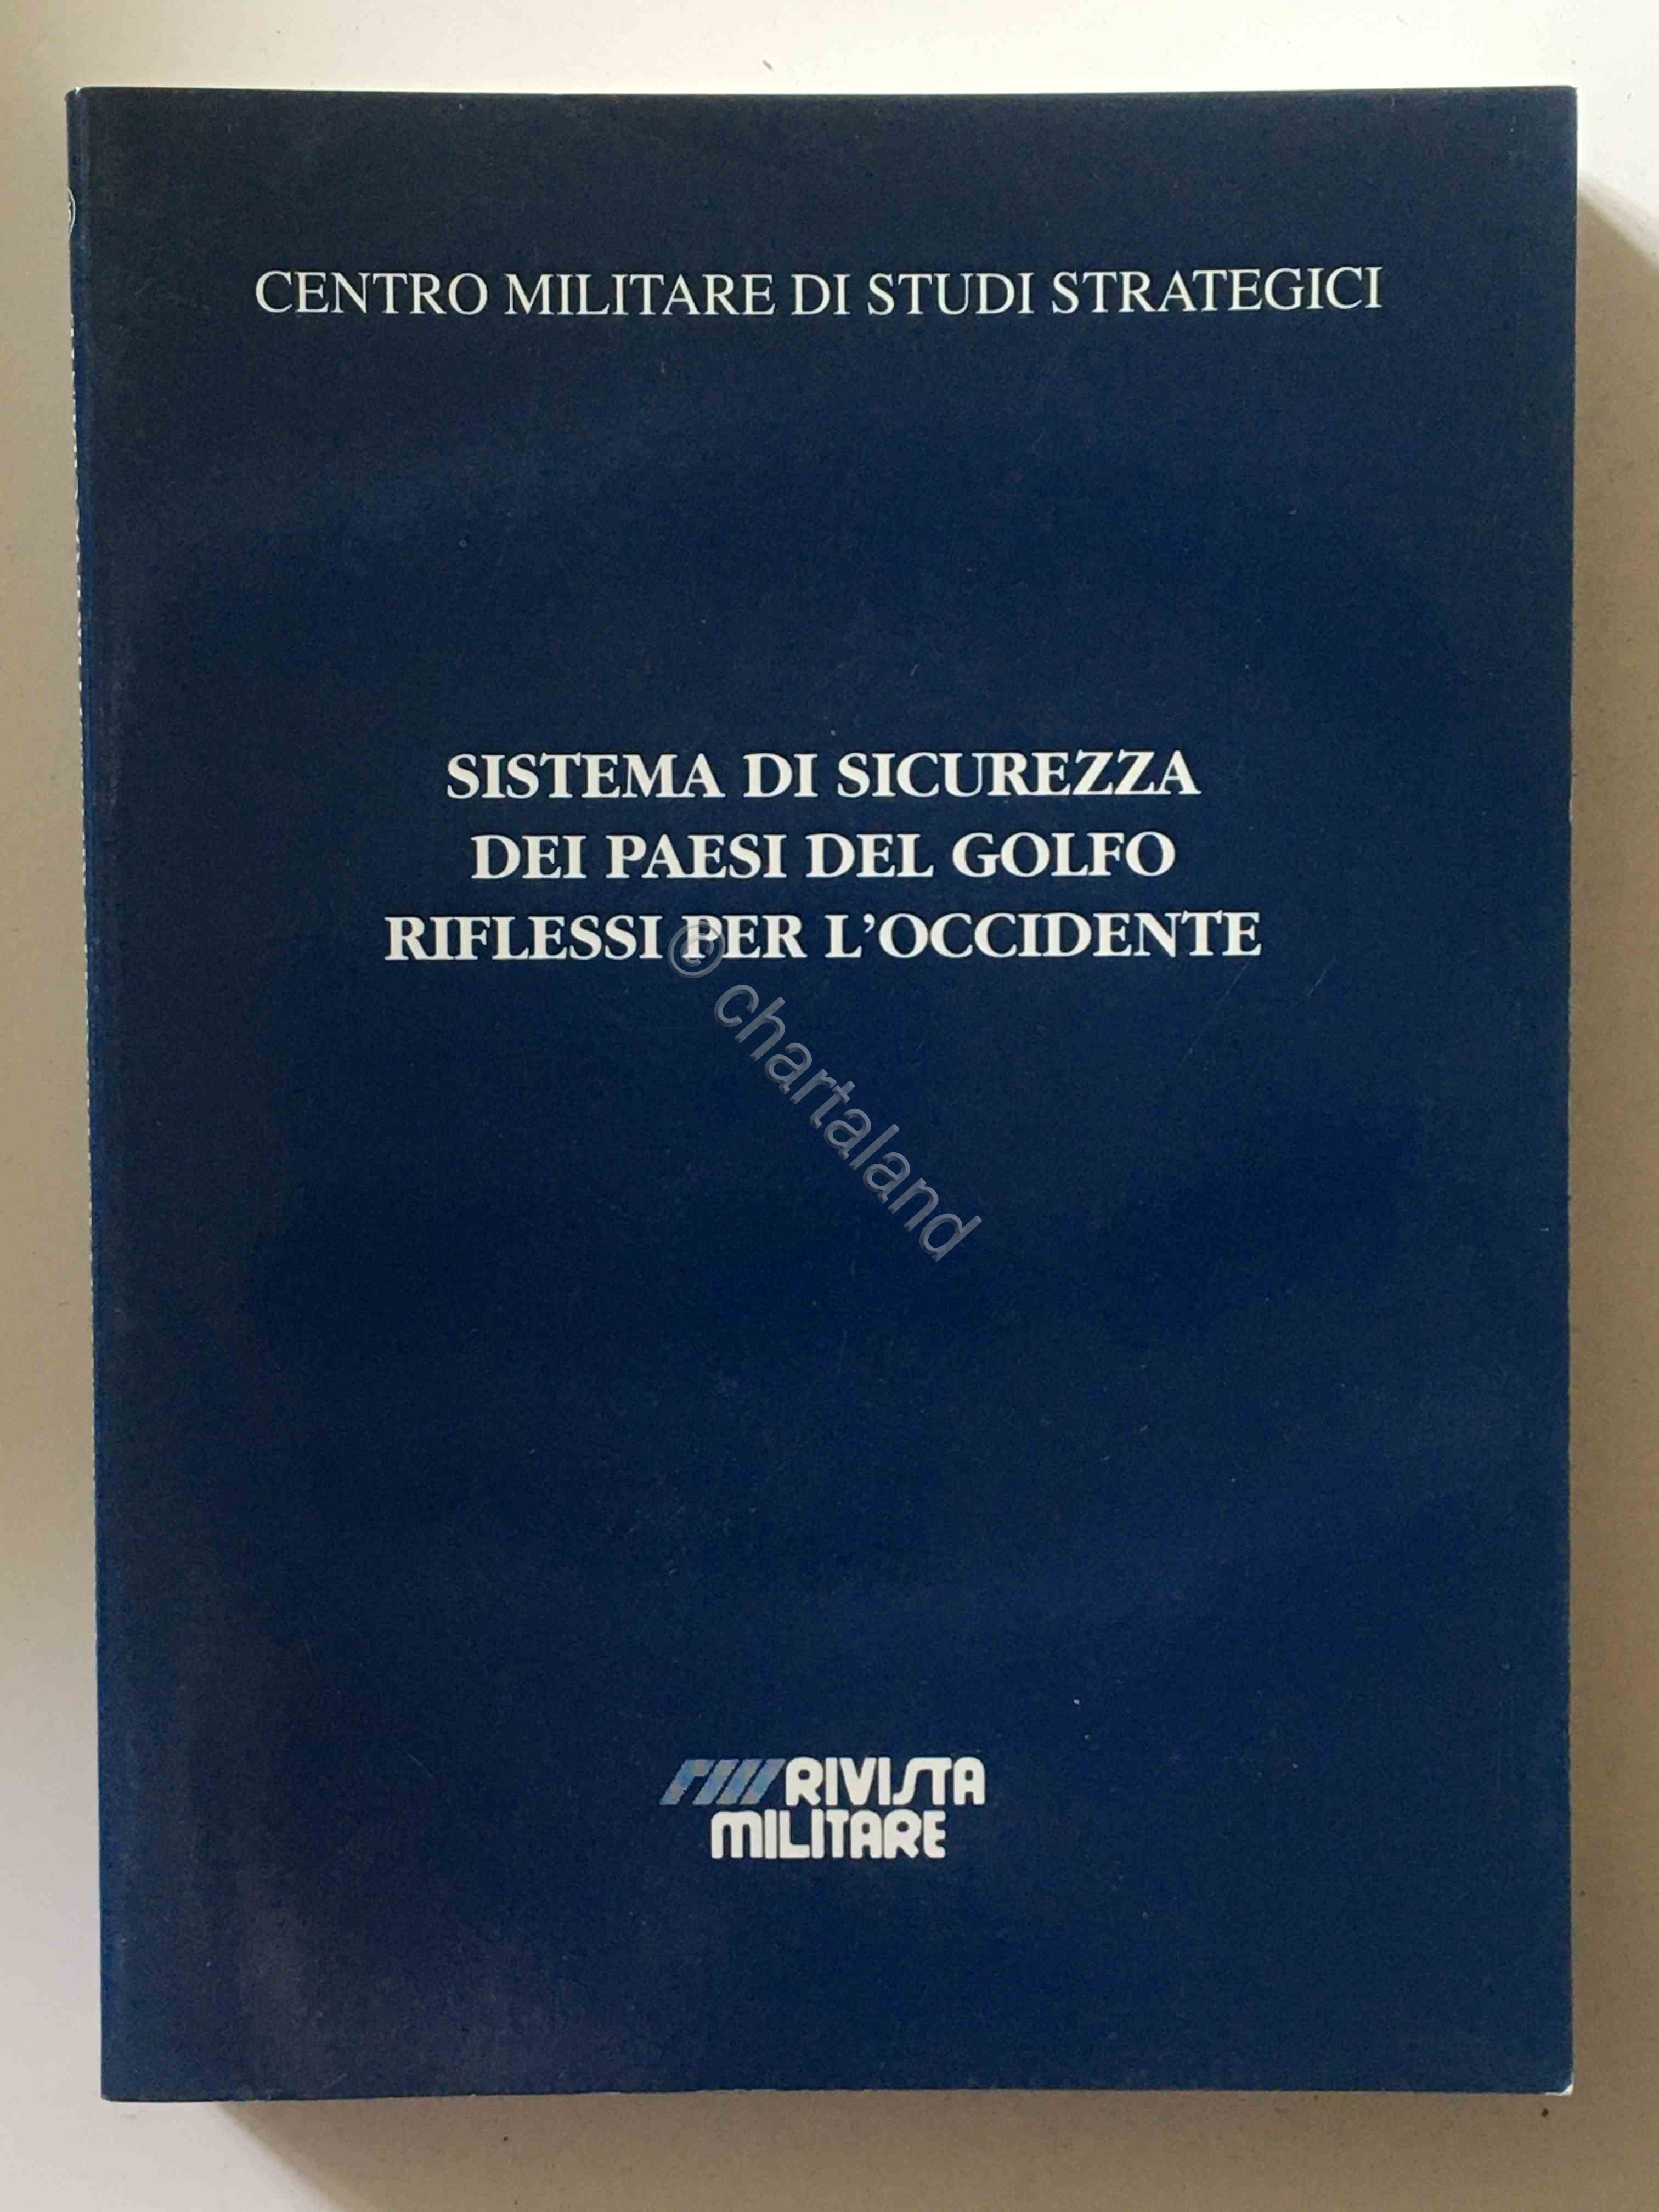 CENTRO MILITARE DI STUDI STRATEGICI
SISTEMA DI SICUREZZA
DEI PAESI DEL GOLFO
RIFLESSI PER L'OCCIDENTE
© chartaland
RIVISTA
MILITARE